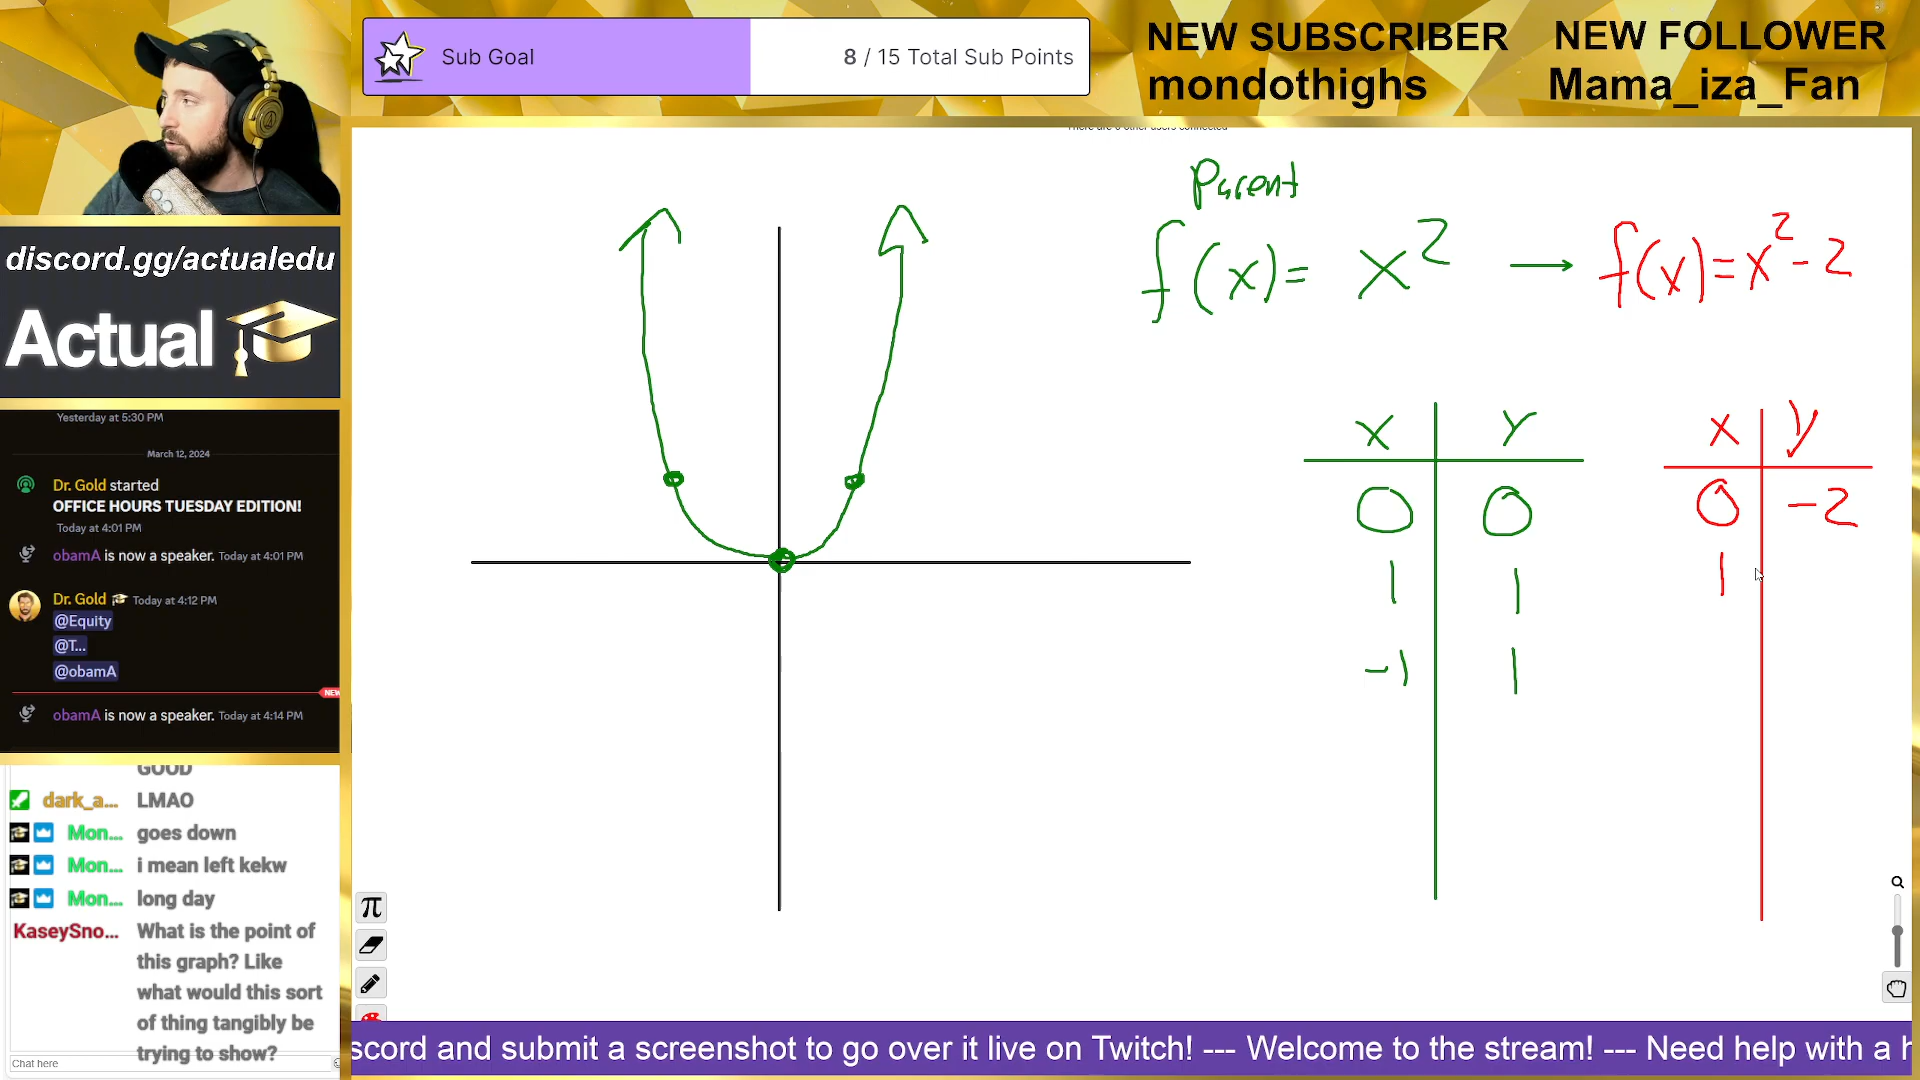 Sub Goal
8 / 15 Total Sub Points
NEW SUBSCRIBER
mondothighs
NEW FOLLOWER
Mama_iza_Fan
discord.gg/actualedu
Actual
Yesterday at 5:30 PM
March 12, 2024
Dr. Gold started
OFFICE HOURS TUESDAY EDITION!
Today at 4:01 PM
obamA is now a speaker. Today at 4:01 PM
Dr. Gold Today at 4:12 PM
@Equity
@T...
@obamA
NEW
obamA is now a speaker. Today at 4:14 PM
GOOD
dark_a... LMAO
Mon... goes down
Mon... i mean left kekw
Mon... long day
KaseySno... What is the point of
this graph? Like
what would this sort
of thing tangibly be
trying to show?
Chat here
There are 0 other users connected
Parent
f(x)= x² → f(x)=x²-2
x y
0 0
1 1
-1 1
x y
0 -2
1
π
scord and submit a screenshot to go over it live on Twitch! --- Welcome to the stream! --- Need help with a h